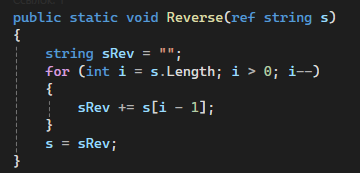 public static void Reverse(ref string s)
{
    string sRev = "";
    for (int i = s.Length; i > 0; i--)
    {
        sRev += s[i - 1];
    }
    s = sRev;
}